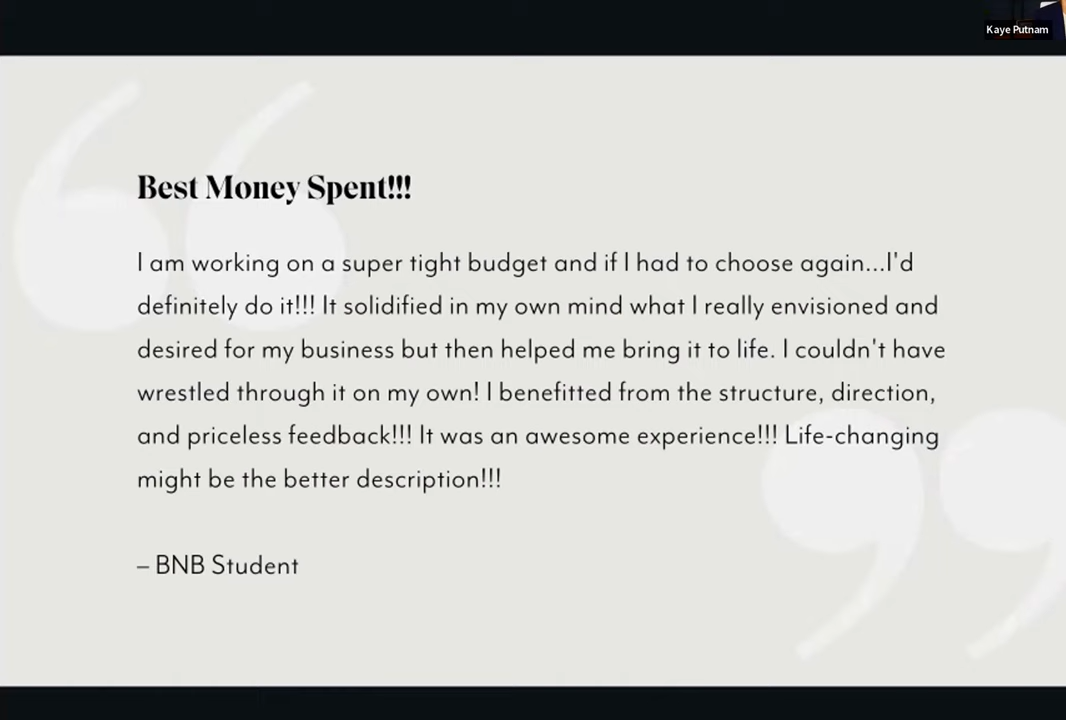 Kaye Putnam
Best Money Spent!!!
I am working on a super tight budget and if I had to choose again...I'd
definitely do it!!! It solidified in my own mind what I really envisioned and
desired for my business but then helped me bring it to life. I couldn't have
wrestled through it on my own! I benefitted from the structure, direction,
and priceless feedback!!! It was an awesome experience!!! Life-changing
might be the better description!!!
– BNB Student